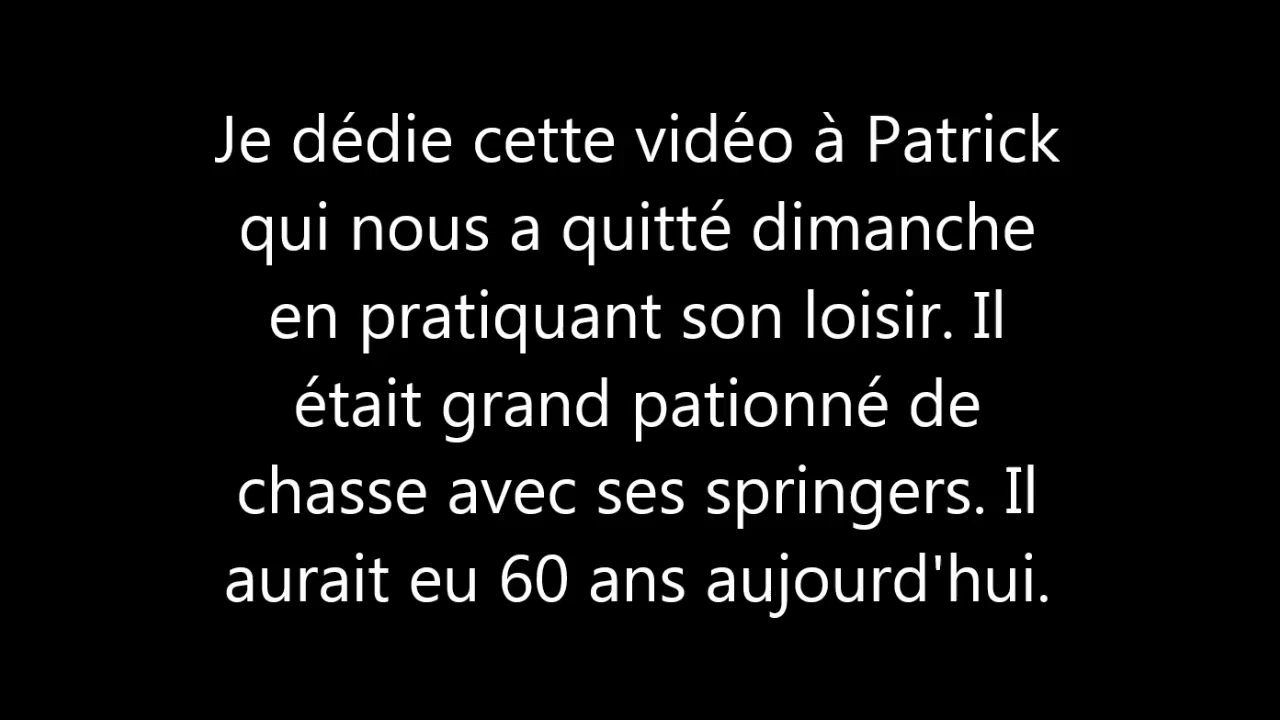 Je dédie cette vidéo à Patrick
qui nous a quitté dimanche
en pratiquant son loisir. Il
était grand pationné de
chasse avec ses springers. Il
aurait eu 60 ans aujourd'hui.